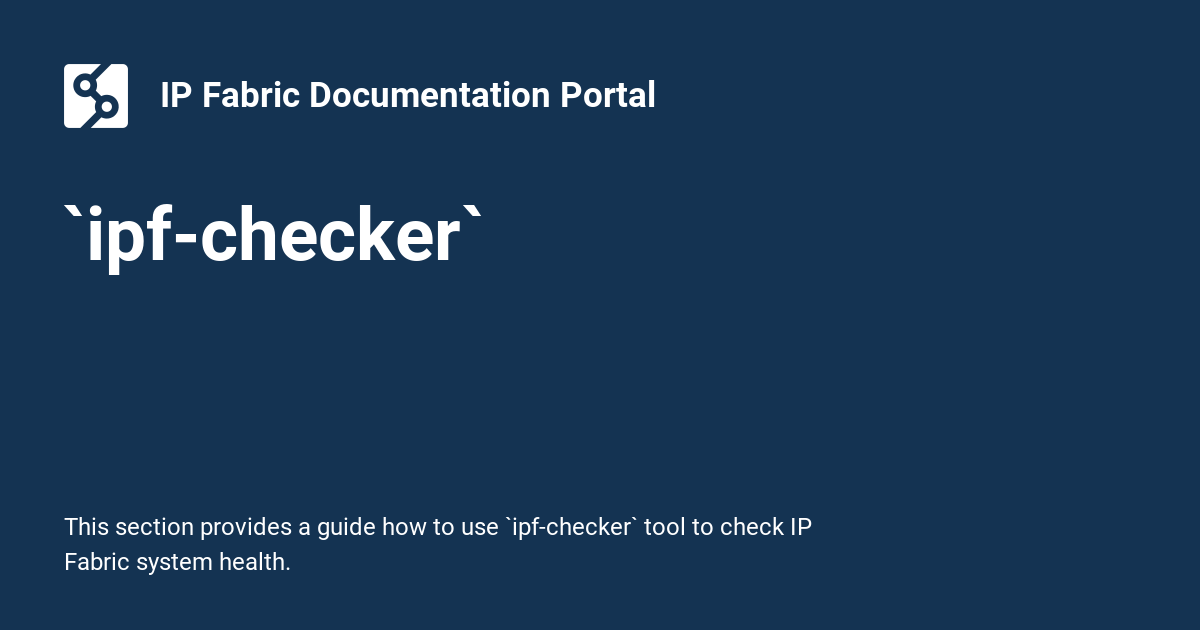 IP Fabric Documentation Portal
`ipf-checker`
This section provides a guide how to use `ipf-checker` tool to check IP
Fabric system health.